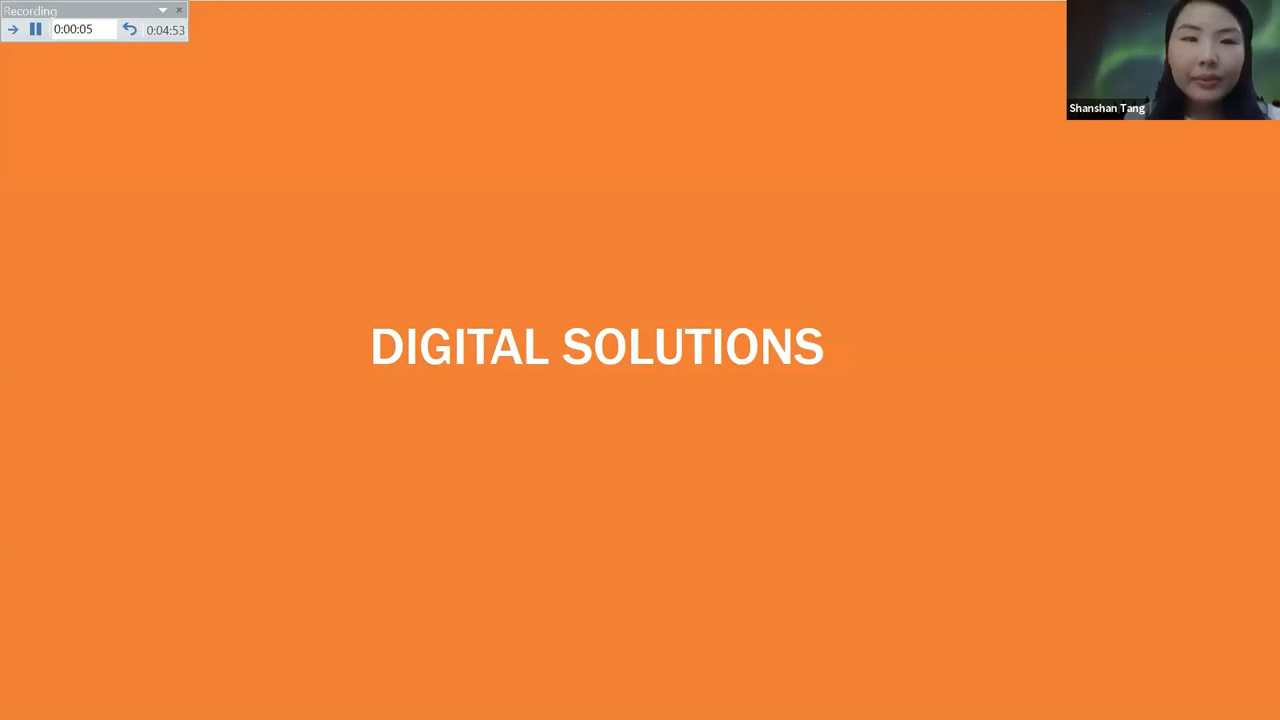 Recording
0:00:05
0:04:53
Shanshan Tang
DIGITAL SOLUTIONS